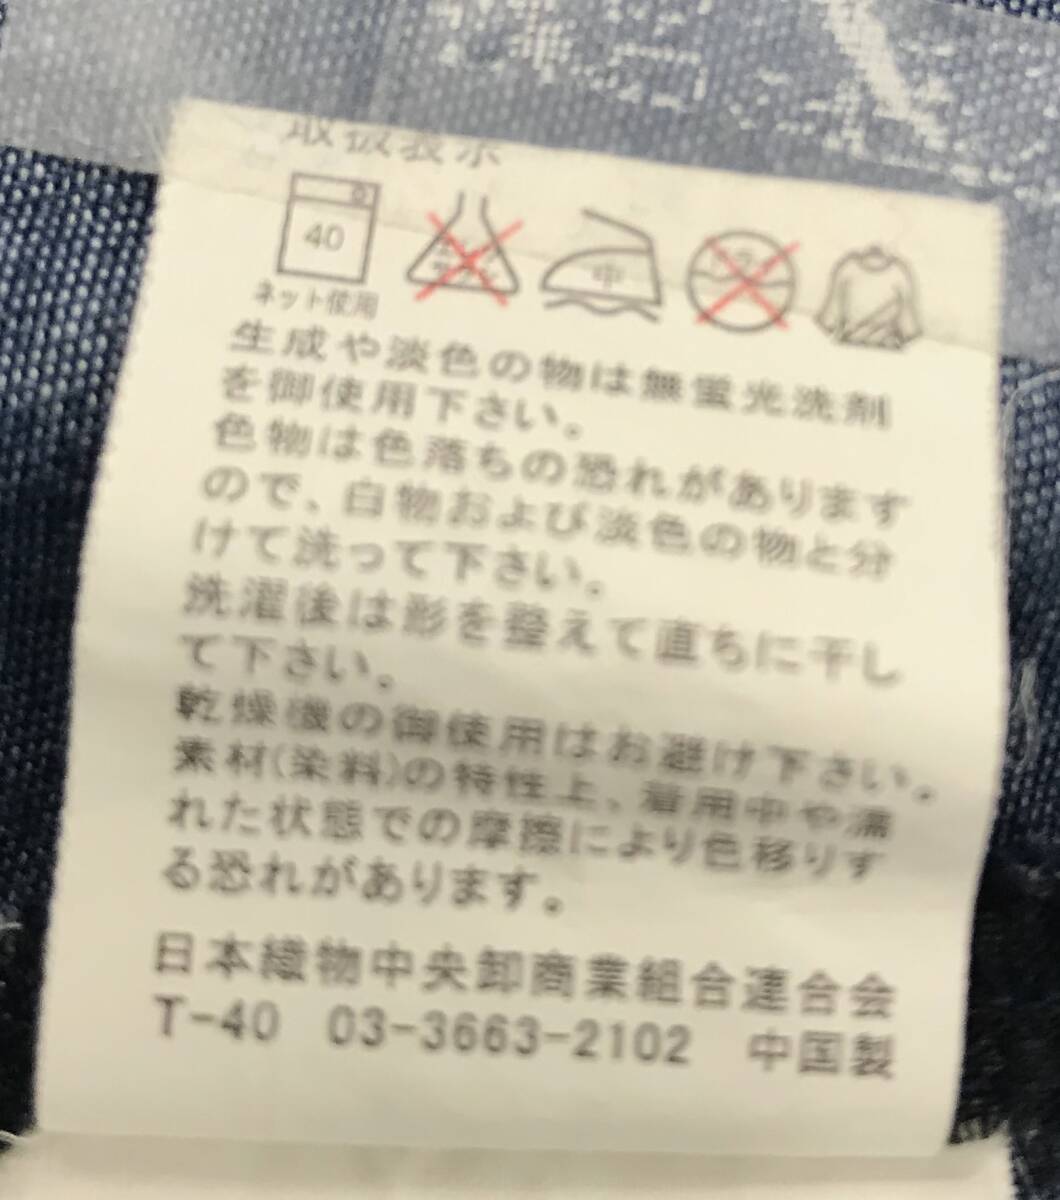 取扱表示
40
中
ネット使用
生成や淡色の物は無蛍光洗剤
を御使用下さい。
色物は色落ちの恐れがあります
ので、白物および淡色の物と分
けて洗って下さい。
洗濯後は形を整えて直ちに干し
て下さい。
乾燥機の御使用はお避け下さい。
素材(染料)の特性上、着用中や濡
れた状態での摩擦により色移りす
る恐れがあります。
日本織物中央卸商業組合連合会
T-40 03-3663-2102 中国製